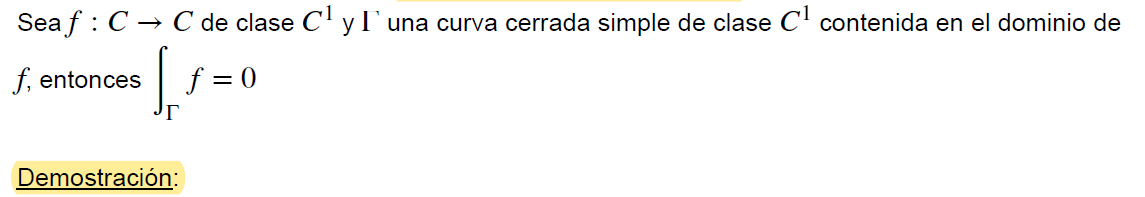 Sea f : C → C de clase C¹ y Γ una curva cerrada simple de clase C¹ contenida en el dominio de
f, entonces ∫_Γ f = 0
Demostración: